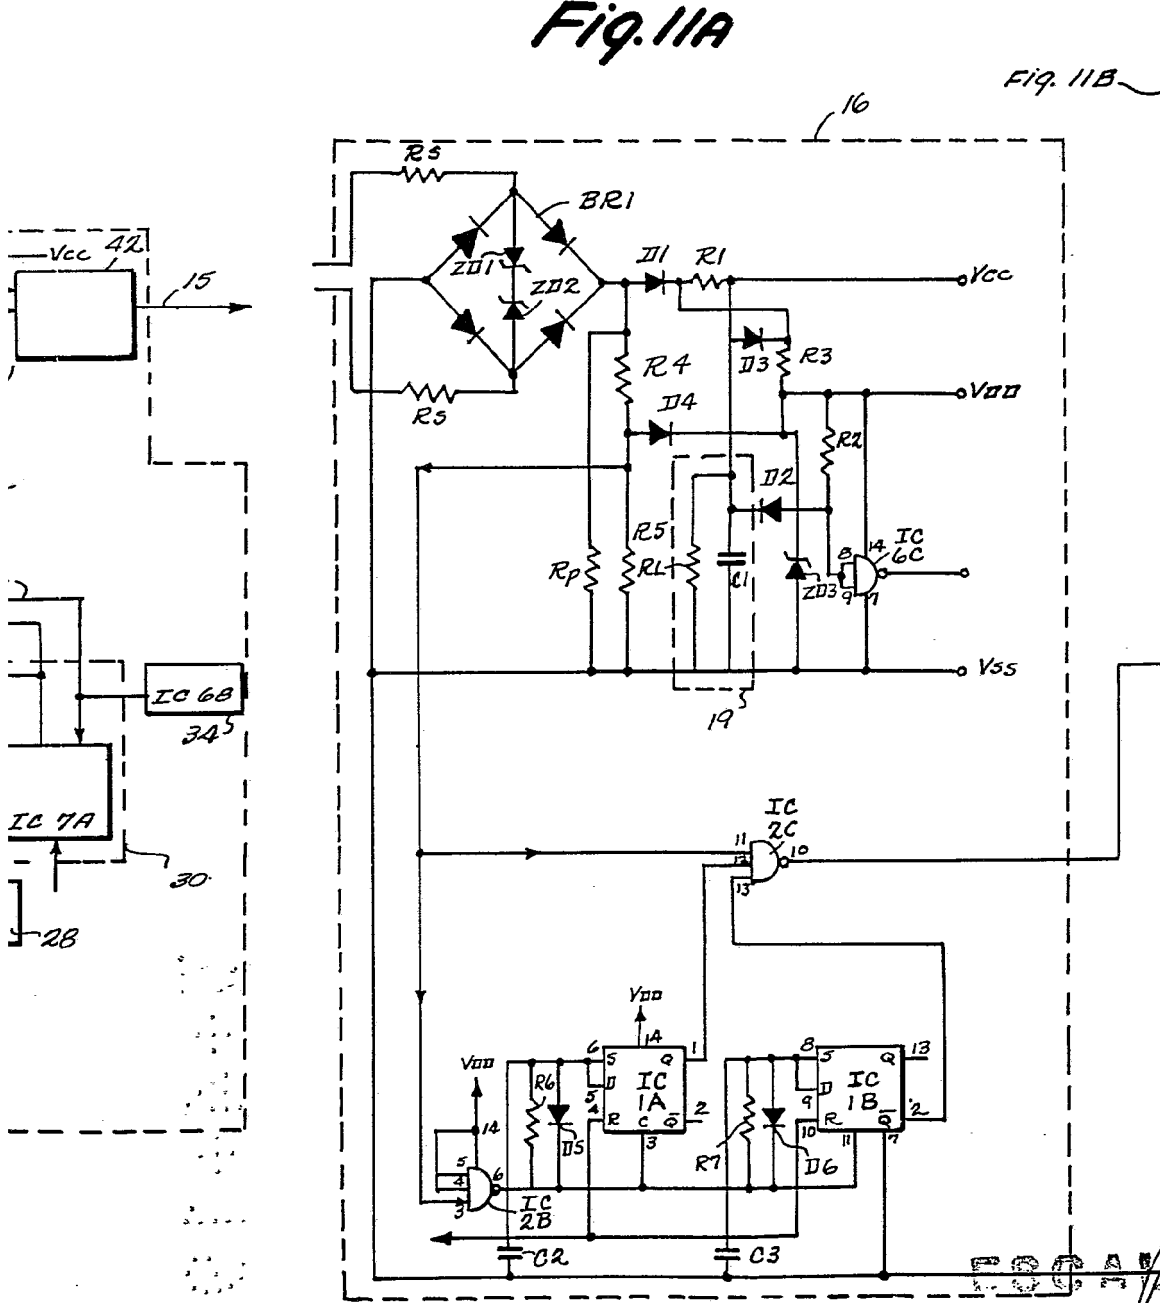 Fig. 11A
Fig. 11B
16
Rs
BR1
Vcc 42
15
ZD1
ZD2
D1
R1
Vcc
D3
R3
R4
D4
VDD
R2
D2
Rs
R5
Rp
RL
C1
ZD3
8
9
14
7
IC
6C
Vss
19
IC 6B
34
IC 7A
30
28
IC
2C
11
12
13
10
VDD
14
6
S
Q
1
5
D
IC
1A
4
R
C
Q
2
3
R6
D5
8
S
Q
13
9
D
IC
1B
10
R
Q
12
11
7
R7
D6
VDD
14
5
4
3
6
IC
2B
C2
C3